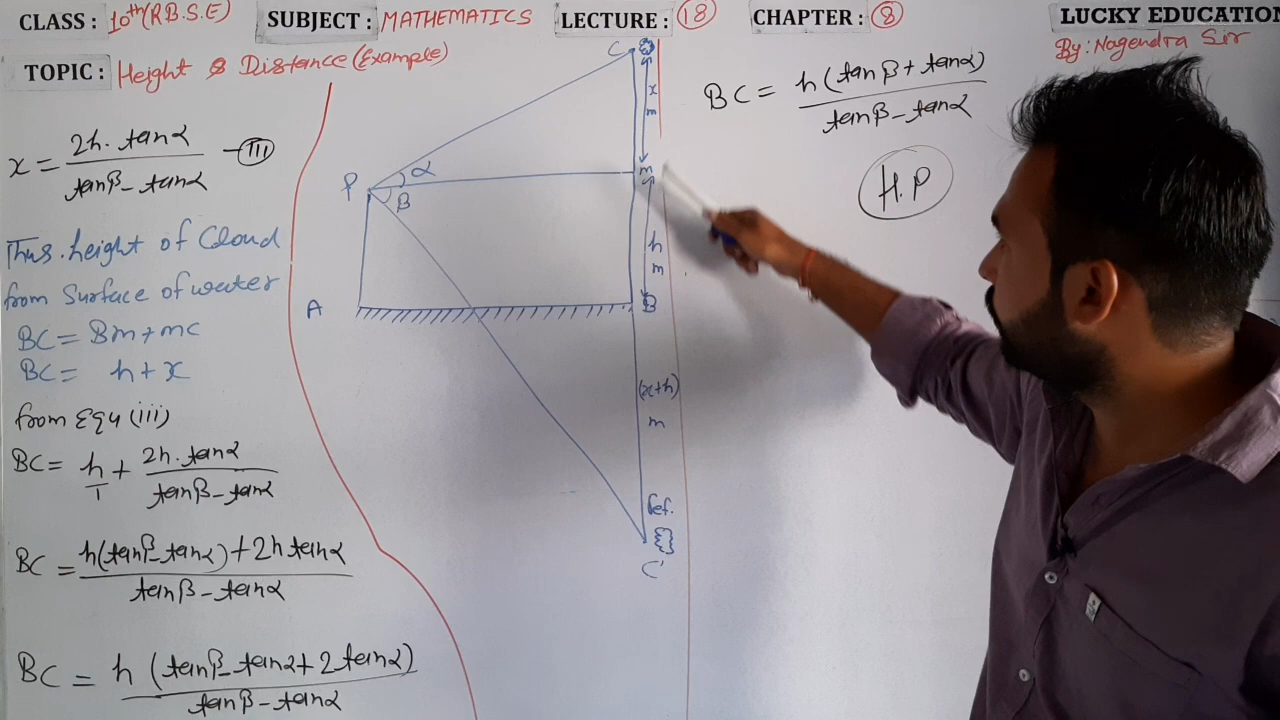 CLASS : 10th (R.B.S.E) SUBJECT : MATHEMATICS LECTURE : 18 CHAPTER : 8 LUCKY EDUCATION
By: Nagendra Sir
TOPIC : Height & Distance (Example)
x = 2h. tanα / tanβ - tanα - III
Thus. height of Cloud
from Surface of water
BC = Bm + mC
BC = h + x
from Equ (iii)
BC = h/1 + 2h. tanα / tanβ - tanα
BC = h(tanβ - tanα) + 2h tanα / tanβ - tanα
BC = h (tanβ - tanα + 2 tanα) / tanβ - tanα
C
x
m
P α m
β
h
m
A B
(x+h)
m
Ref.
C'
BC = h (tanβ + tanα) / tanβ - tanα
H.P